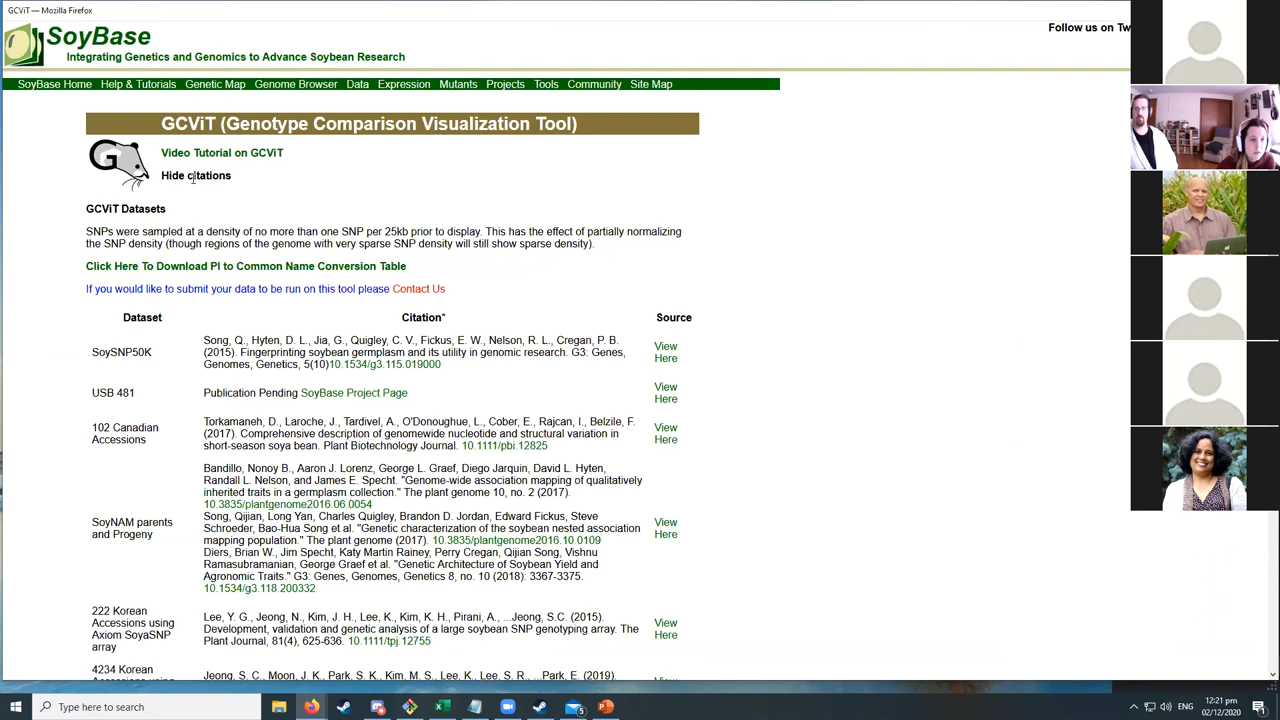 GCViT — Mozilla Firefox
SoyBase
Integrating Genetics and Genomics to Advance Soybean Research
Follow us on Tw
SoyBase Home Help & Tutorials Genetic Map Genome Browser Data Expression Mutants Projects Tools Community Site Map
GCViT (Genotype Comparison Visualization Tool)
G
Video Tutorial on GCViT
Hide citations
GCViT Datasets
SNPs were sampled at a density of no more than one SNP per 25kb prior to display. This has the effect of partially normalizing
the SNP density (though regions of the genome with very sparse SNP density will still show sparse density).
Click Here To Download PI to Common Name Conversion Table
If you would like to submit your data to be run on this tool please Contact Us
Dataset Citation* Source
SoySNP50K
Song, Q., Hyten, D. L., Jia, G., Quigley, C. V., Fickus, E. W., Nelson, R. L., Cregan, P. B.
(2015). Fingerprinting soybean germplasm and its utility in genomic research. G3: Genes,
Genomes, Genetics, 5(10)10.1534/g3.115.019000
View
Here
USB 481
Publication Pending SoyBase Project Page
View
Here
102 Canadian
Accessions
Torkamaneh, D., Laroche, J., Tardivel, A., O'Donoughue, L., Cober, E., Rajcan, I., Belzile, F.
(2017). Comprehensive description of genomewide nucleotide and structural variation in
short-season soya bean. Plant Biotechnology Journal. 10.1111/pbi.12825
View
Here
SoyNAM parents
and Progeny
Bandillo, Nonoy B., Aaron J. Lorenz, George L. Graef, Diego Jarquin, David L. Hyten,
Randall L. Nelson, and James E. Specht. "Genome-wide association mapping of qualitatively
inherited traits in a germplasm collection." The plant genome 10, no. 2 (2017).
10.3835/plantgenome2016.06.0054
Song, Qijian, Long Yan, Charles Quigley, Brandon D. Jordan, Edward Fickus, Steve
Schroeder, Bao-Hua Song et al. "Genetic characterization of the soybean nested association
mapping population." The plant genome (2017). 10.3835/plantgenome2016.10.0109
Diers, Brian W., Jim Specht, Katy Martin Rainey, Perry Cregan, Qijian Song, Vishnu
Ramasubramanian, George Graef et al. "Genetic Architecture of Soybean Yield and
Agronomic Traits." G3: Genes, Genomes, Genetics 8, no. 10 (2018): 3367-3375.
10.1534/g3.118.200332
View
Here
222 Korean
Accessions using
Axiom SoyaSNP
array
Lee, Y. G., Jeong, N., Kim, J. H., Lee, K., Kim, K. H., Pirani, A., ...Jeong, S.C. (2015).
Development, validation and genetic analysis of a large soybean SNP genotyping array. The
Plant Journal, 81(4), 625-636. 10.1111/tpj.12755
View
Here
4234 Korean
Jeong, S. C., Moon, J. K., Park, S. K., Kim, M. S., Lee, K., Lee, S. R., ...Park, E. (2019).
Type here to search
5
ENG
12:21 pm
02/12/2020
1